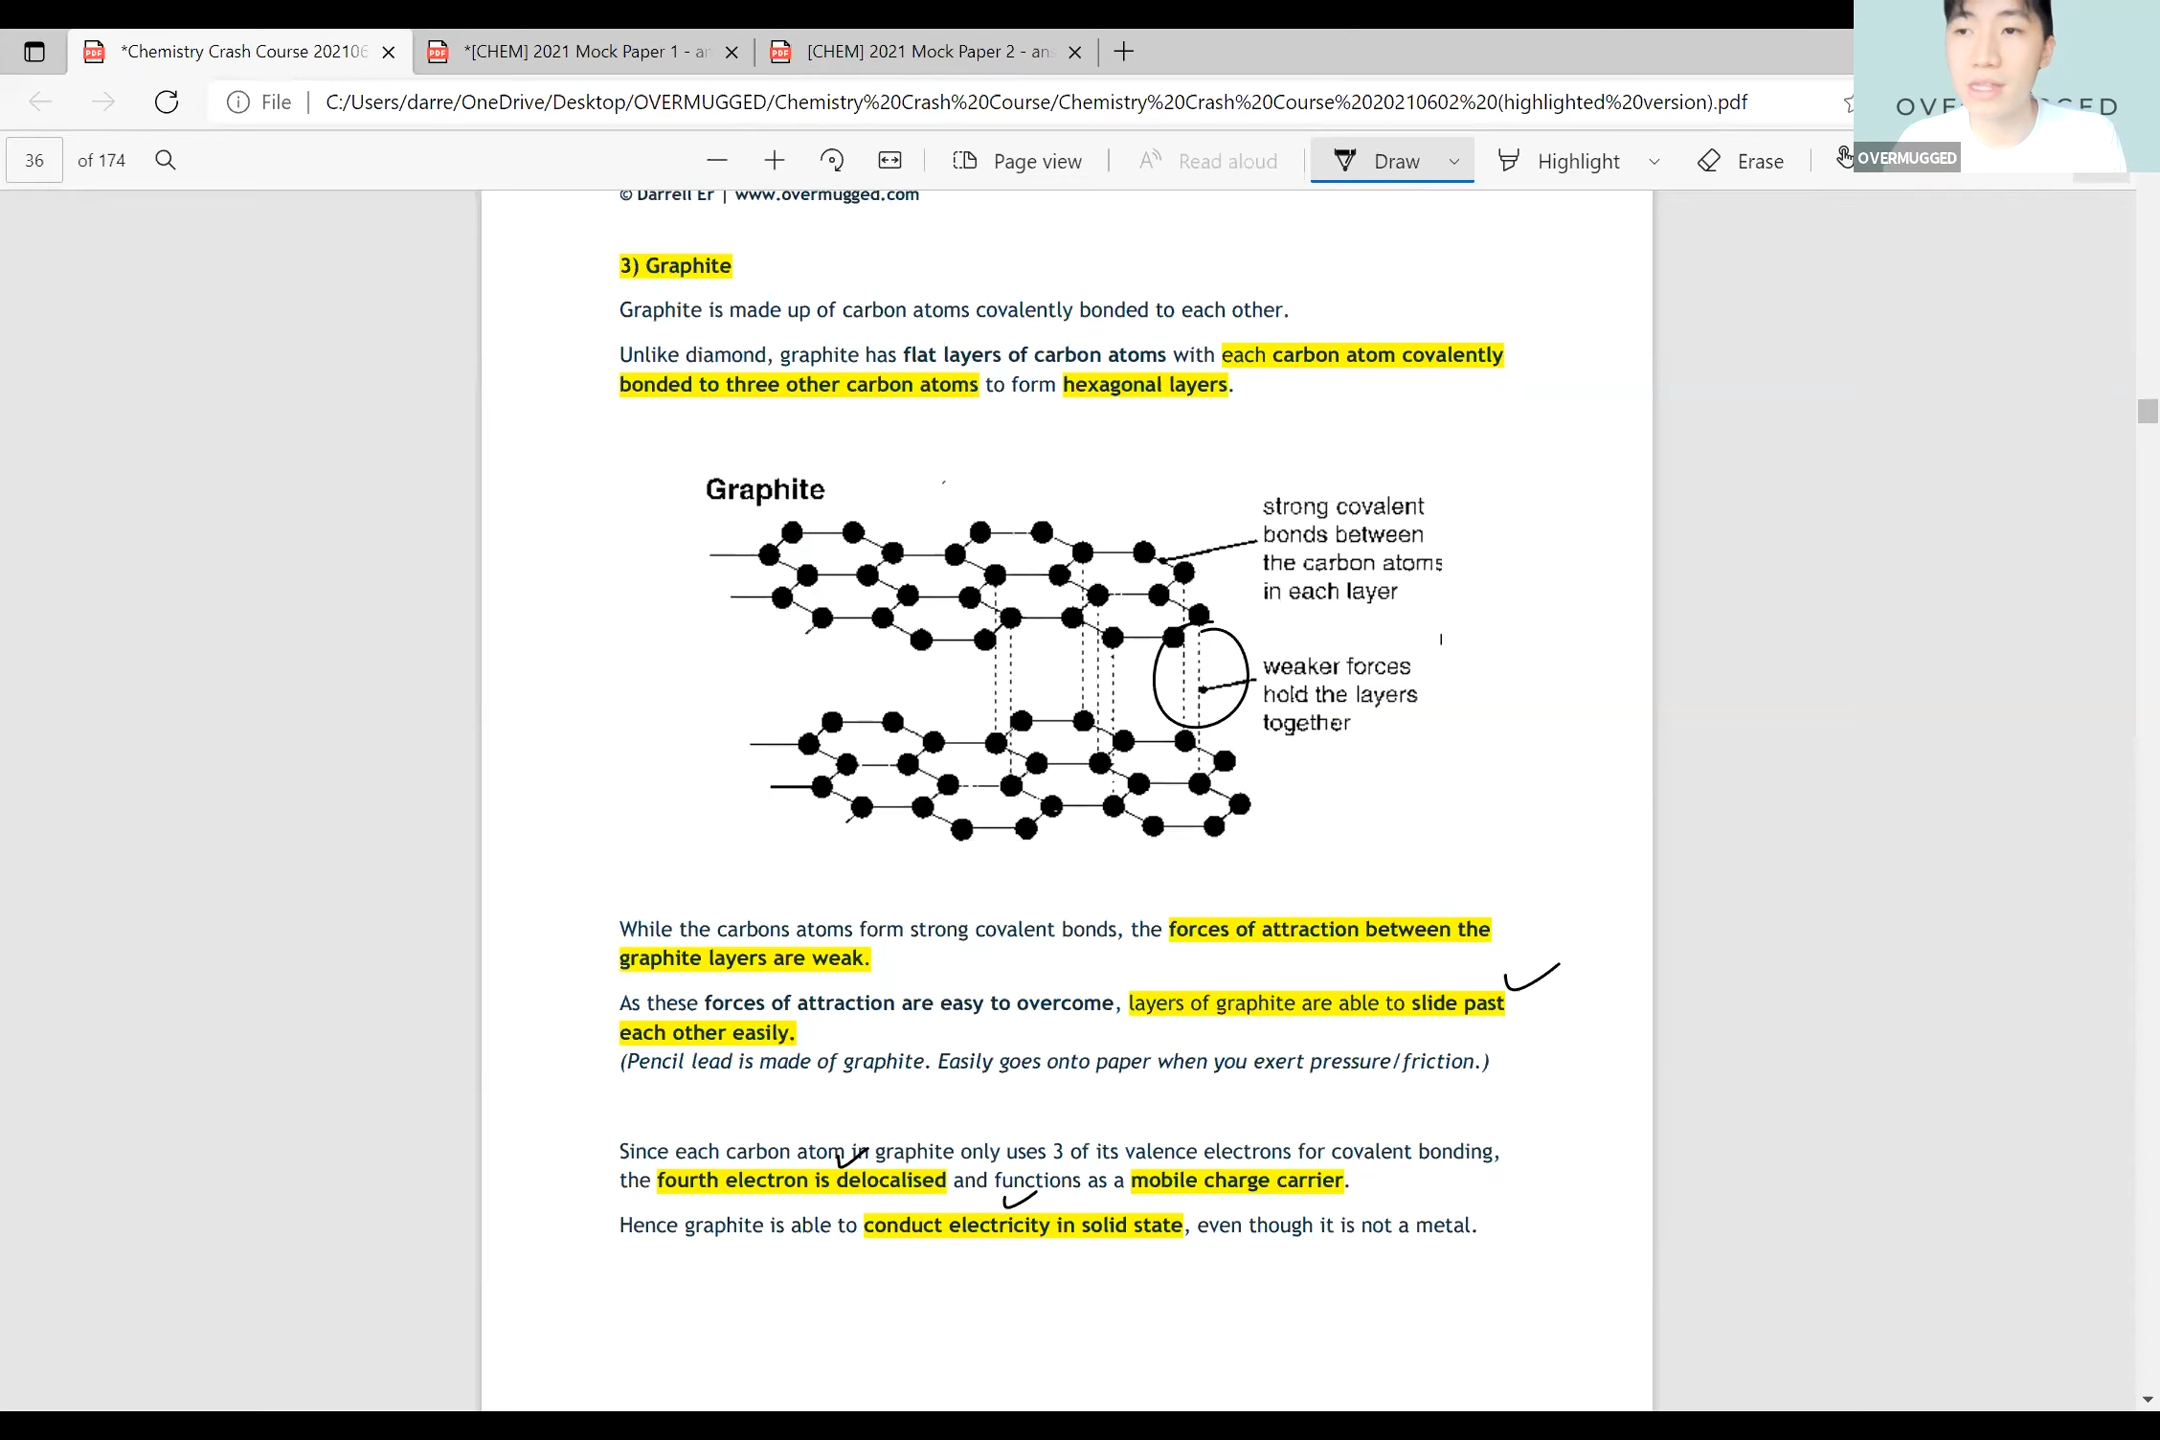 *Chemistry Crash Course 202106
*[CHEM] 2021 Mock Paper 1 - a
[CHEM] 2021 Mock Paper 2 - an
File
C:/Users/darre/OneDrive/Desktop/OVERMUGGED/Chemistry%20Crash%20Course/Chemistry%20Crash%20Course%2020210602%20(highlighted%20version).pdf
OVERMUGGED
36
of 174
Page view
Read aloud
Draw
Highlight
Erase
© Darrell Er | www.overmugged.com
3) Graphite
Graphite is made up of carbon atoms covalently bonded to each other.
Unlike diamond, graphite has flat layers of carbon atoms with each carbon atom covalently
bonded to three other carbon atoms to form hexagonal layers.
Graphite
strong covalent
bonds between
the carbon atoms
in each layer
weaker forces
hold the layers
together
While the carbons atoms form strong covalent bonds, the forces of attraction between the
graphite layers are weak.
As these forces of attraction are easy to overcome, layers of graphite are able to slide past
each other easily.
(Pencil lead is made of graphite. Easily goes onto paper when you exert pressure/friction.)
Since each carbon atom in graphite only uses 3 of its valence electrons for covalent bonding,
the fourth electron is delocalised and functions as a mobile charge carrier.
Hence graphite is able to conduct electricity in solid state, even though it is not a metal.